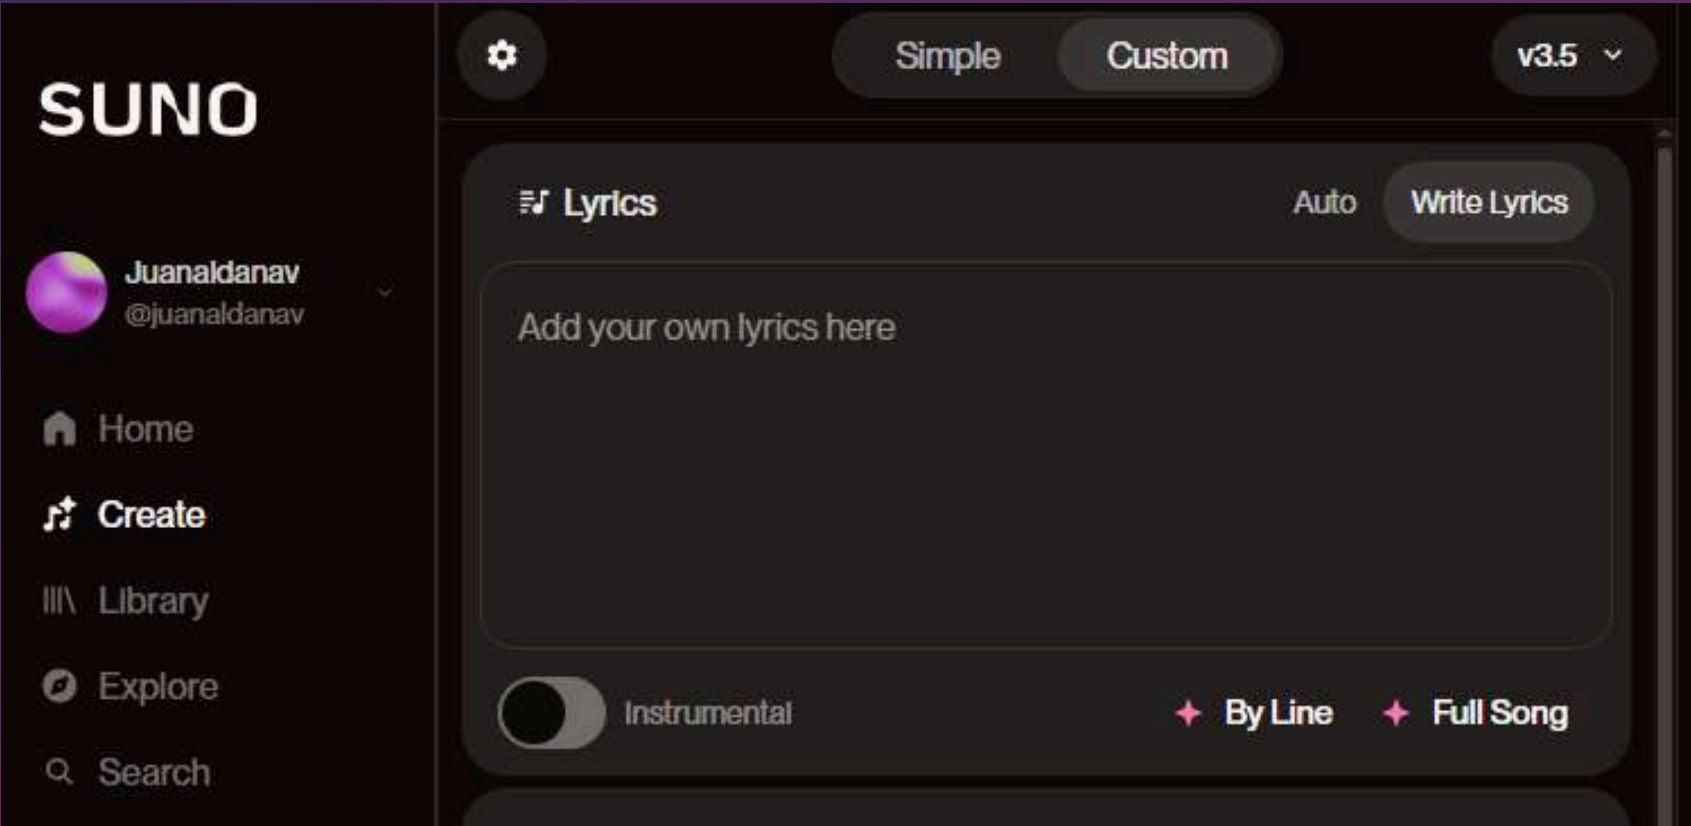 SUNO
Juanaldanav
@juanaldanav
Home
Create
Library
Explore
Search
Simple Custom v3.5
Lyrics Auto Write Lyrics
Add your own lyrics here
Instrumental By Line Full Song